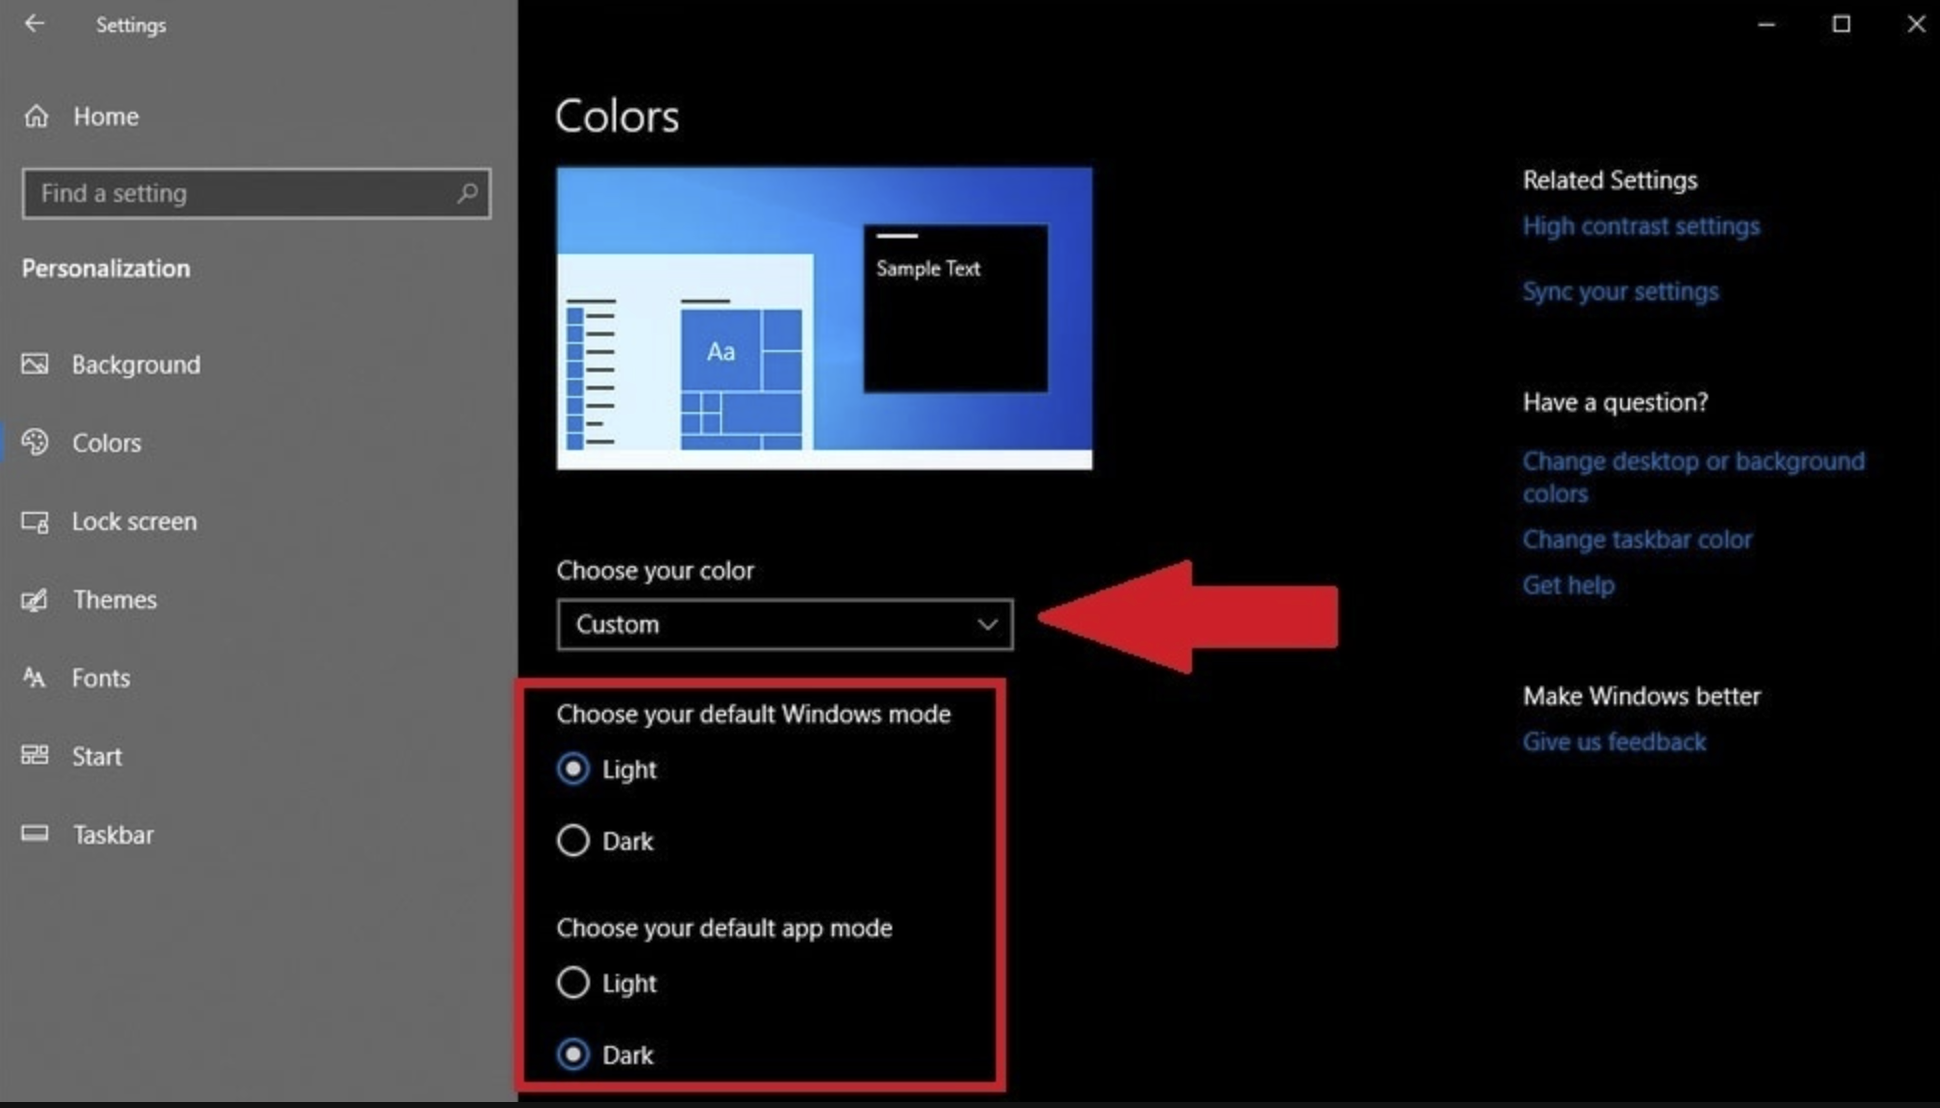 Settings
Home
Find a setting
Personalization
Background
Colors
Lock screen
Themes
Fonts
Start
Taskbar
Colors
Sample Text
Aa
Choose your color
Custom
Choose your default Windows mode
Light
Dark
Choose your default app mode
Light
Dark
Related Settings
High contrast settings
Sync your settings
Have a question?
Change desktop or background
colors
Change taskbar color
Get help
Make Windows better
Give us feedback